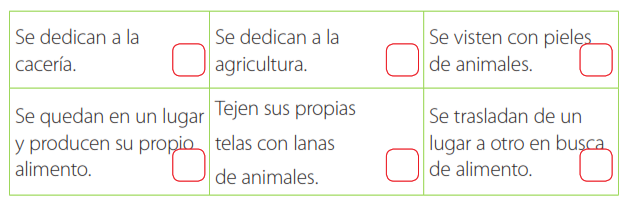 Se dedican a la
cacería.
Se dedican a la
agricultura.
Se visten con pieles
de animales.
Se quedan en un lugar
y producen su propio
alimento.
Tejen sus propias
telas con lanas
de animales.
Se trasladan de un
lugar a otro en busca
de alimento.